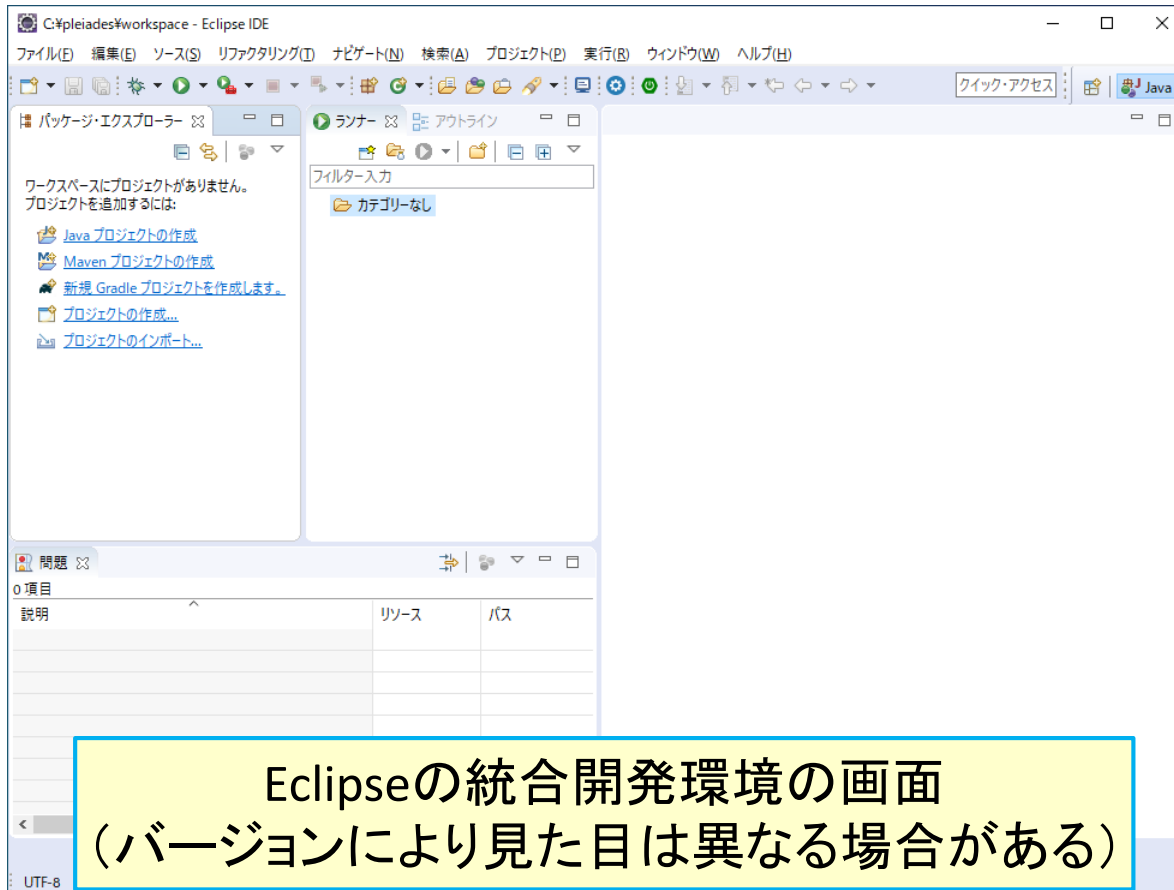 C:¥pleiades¥workspace - Eclipse IDE
ファイル(F) 編集(E) ソース(S) リファクタリング(T) ナビゲート(N) 検索(A) プロジェクト(P) 実行(R) ウィンドウ(W) ヘルプ(H)
クイック・アクセス Java
パッケージ・エクスプローラー ランナー アウトライン
フィルター入力
カテゴリーなし
ワークスペースにプロジェクトがありません。
プロジェクトを追加するには:
Java プロジェクトの作成
Maven プロジェクトの作成
新規 Gradle プロジェクトを作成します。
プロジェクトの作成...
プロジェクトのインポート...
問題
0 項目
説明 リソース パス
Eclipseの統合開発環境の画面
（バージョンにより見た目は異なる場合がある）
UTF-8